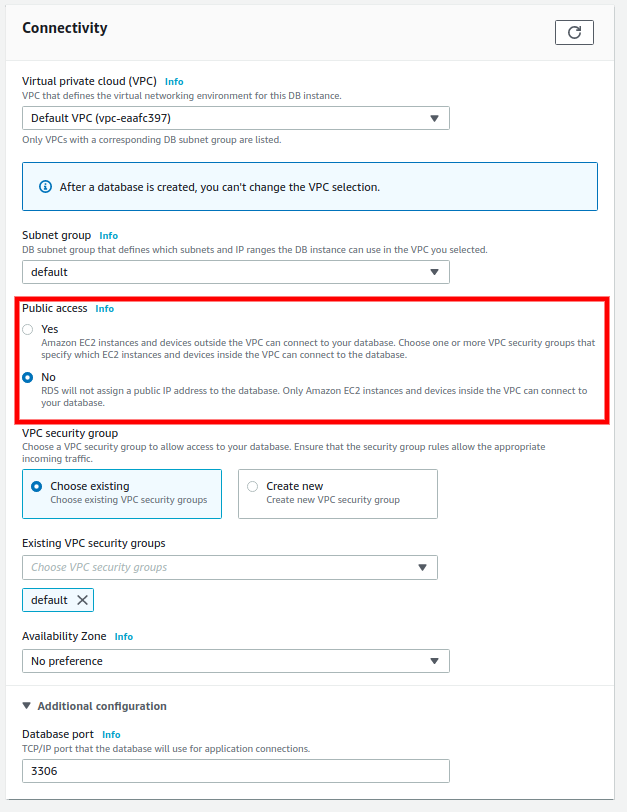 Connectivity
Virtual private cloud (VPC) Info
VPC that defines the virtual networking environment for this DB instance.
Default VPC (vpc-eaafc397)
Only VPCs with a corresponding DB subnet group are listed.
After a database is created, you can't change the VPC selection.
Subnet group Info
DB subnet group that defines which subnets and IP ranges the DB instance can use in the VPC you selected.
default
Public access Info
Yes
Amazon EC2 instances and devices outside the VPC can connect to your database. Choose one or more VPC security groups that
specify which EC2 instances and devices inside the VPC can connect to the database.
No
RDS will not assign a public IP address to the database. Only Amazon EC2 instances and devices inside the VPC can connect to
your database.
VPC security group
Choose a VPC security group to allow access to your database. Ensure that the security group rules allow the appropriate
incoming traffic.
Choose existing
Choose existing VPC security groups
Create new
Create new VPC security group
Existing VPC security groups
Choose VPC security groups
default
Availability Zone Info
No preference
Additional configuration
Database port Info
TCP/IP port that the database will use for application connections.
3306